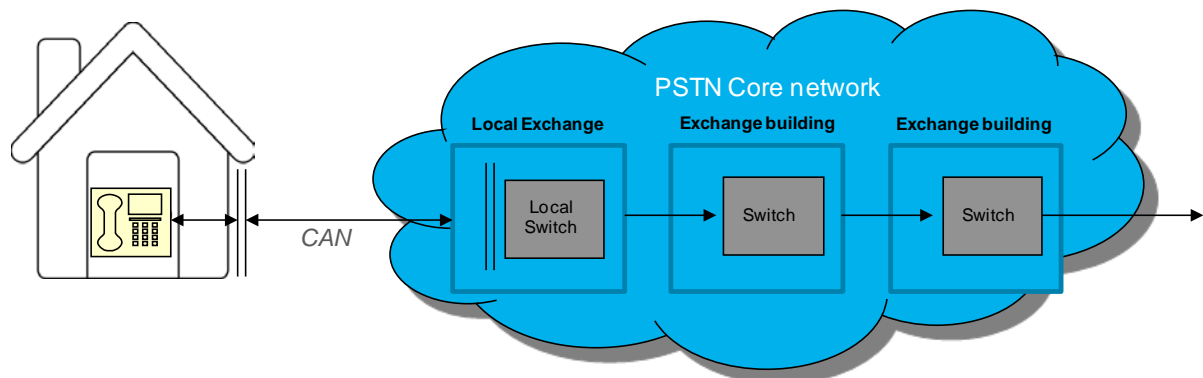 PSTN Core network
Local Exchange
Exchange building
Exchange building
Local
Switch
Switch
Switch
CAN